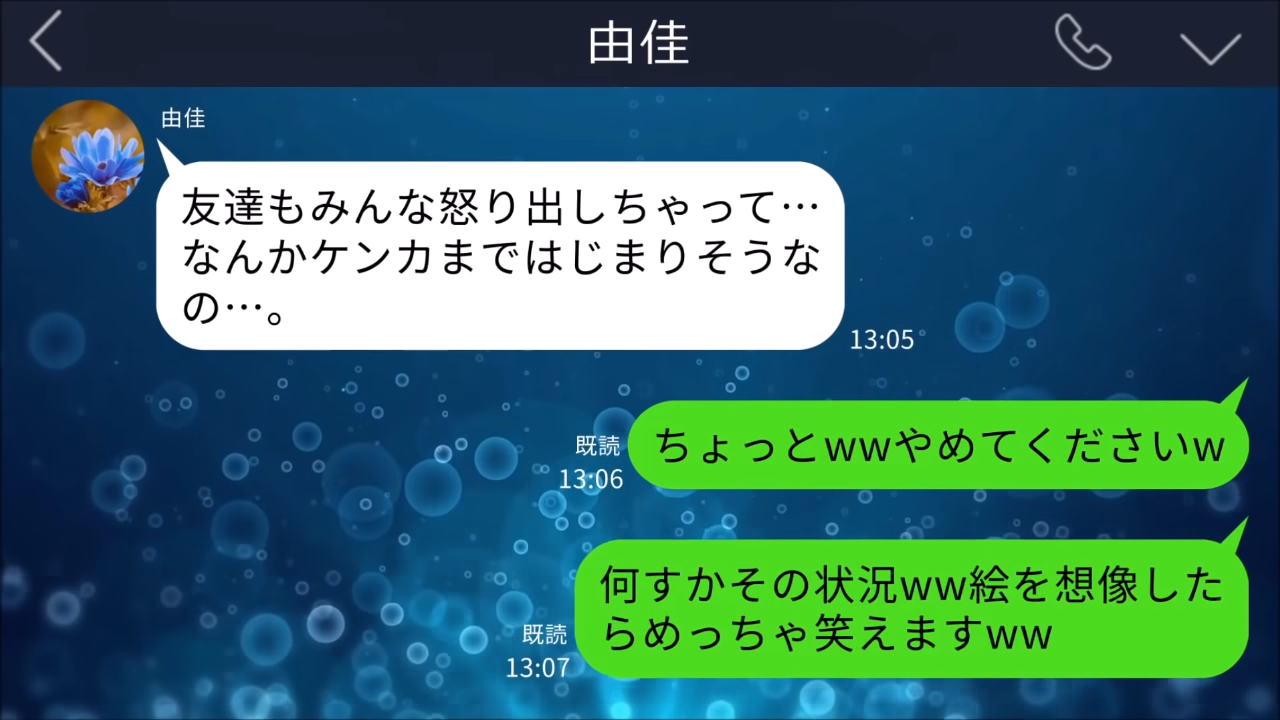 由佳
由佳
友達もみんな怒り出しちゃって…
なんかケンカまではじまりそうな
の…。
13:05
ちょっとwwやめてくださいw
既読
13:06
何すかその状況ww絵を想像した
らめっちゃ笑えますww
既読
13:07